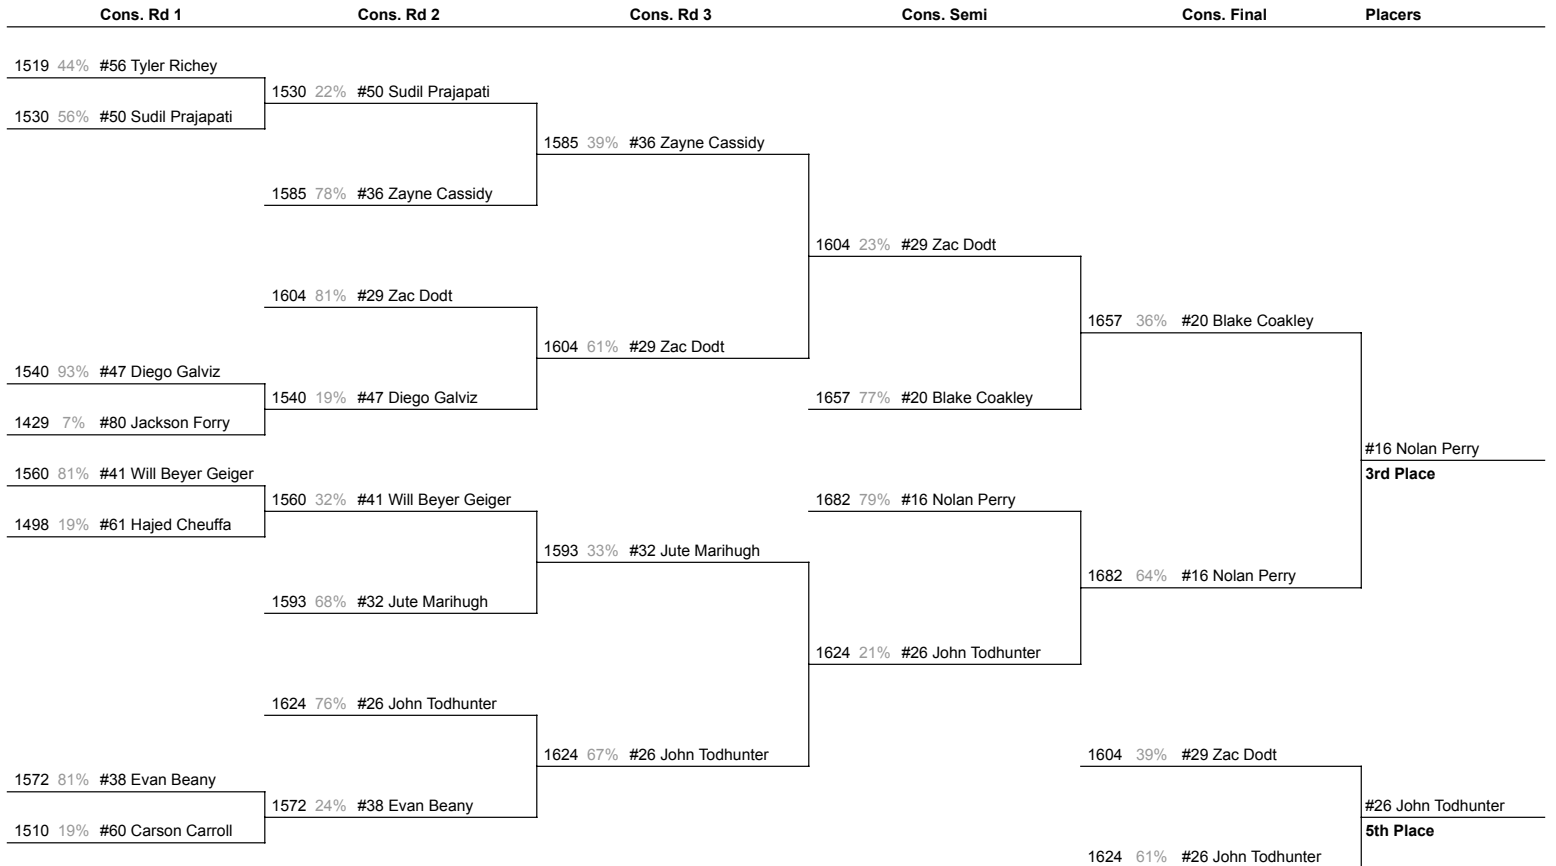 Cons. Rd 1 Cons. Rd 2 Cons. Rd 3 Cons. Semi Cons. Final Placers
1519 44% #56 Tyler Richey
1530 22% #50 Sudil Prajapati
1530 56% #50 Sudil Prajapati
1585 39% #36 Zayne Cassidy
1585 78% #36 Zayne Cassidy
1604 23% #29 Zac Dodt
1604 81% #29 Zac Dodt
1657 36% #20 Blake Coakley
1604 61% #29 Zac Dodt
1540 93% #47 Diego Galviz
1540 19% #47 Diego Galviz
1657 77% #20 Blake Coakley
1429 7% #80 Jackson Forry
#16 Nolan Perry
1560 81% #41 Will Beyer Geiger
3rd Place
1560 32% #41 Will Beyer Geiger
1682 79% #16 Nolan Perry
1498 19% #61 Hajed Cheuffa
1593 33% #32 Jute Marihugh
1682 64% #16 Nolan Perry
1593 68% #32 Jute Marihugh
1624 21% #26 John Todhunter
1624 76% #26 John Todhunter
1624 67% #26 John Todhunter
1604 39% #29 Zac Dodt
1572 81% #38 Evan Beany
1572 24% #38 Evan Beany
#26 John Todhunter
1510 19% #60 Carson Carroll
5th Place
1624 61% #26 John Todhunter